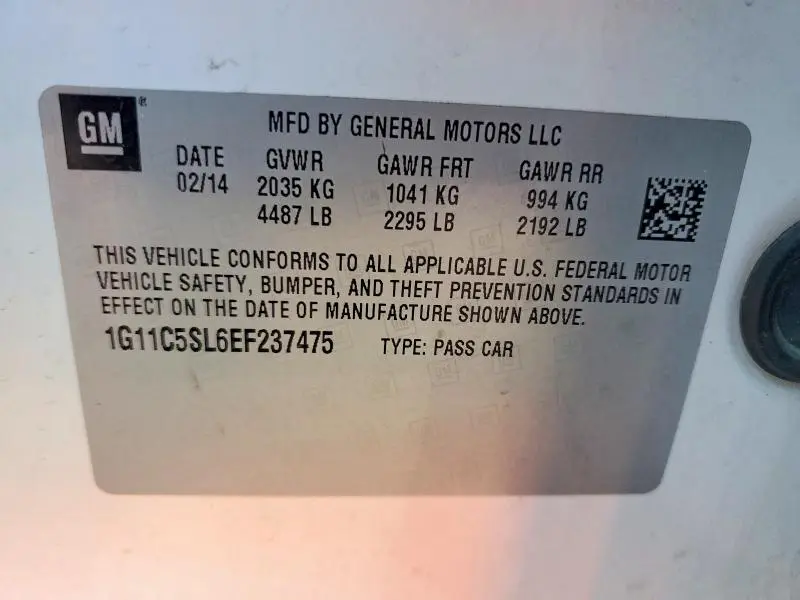 GM ®
MFD BY GENERAL MOTORS LLC
DATE GVWR GAWR FRT GAWR RR
02/14 2035 KG 1041 KG 994 KG
4487 LB 2295 LB 2192 LB
THIS VEHICLE CONFORMS TO ALL APPLICABLE U.S. FEDERAL MOTOR
VEHICLE SAFETY, BUMPER, AND THEFT PREVENTION STANDARDS IN
EFFECT ON THE DATE OF MANUFACTURE SHOWN ABOVE.
1G11C5SL6EF237475 TYPE: PASS CAR